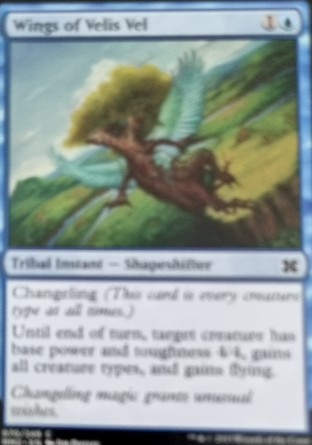 Wings of Velis Vel
1
Tribal Instant — Shapeshifter
Changeling (This card is every creature
type at all times.)
Until end of turn, target creature has
base power and toughness 4/4, gains
all creature types, and gains flying.
Changeling magic grants unusual
wishes.